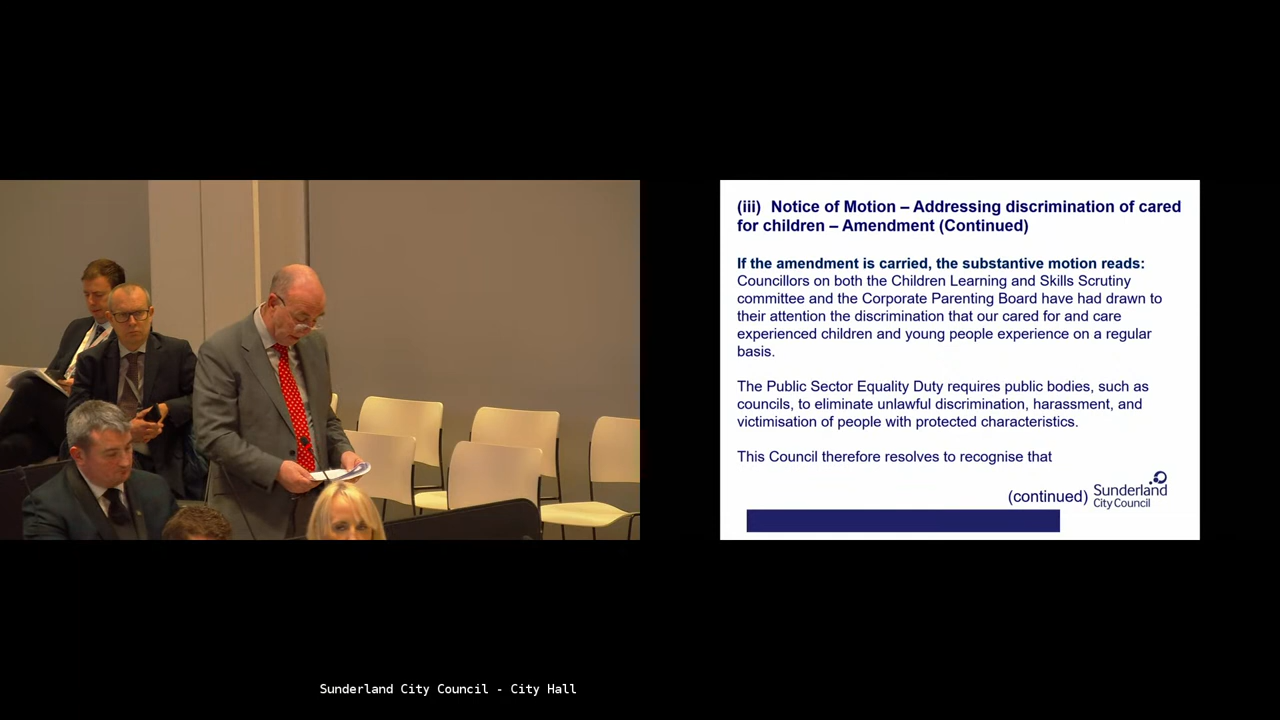 (iii) Notice of Motion – Addressing discrimination of cared
for children – Amendment (Continued)
If the amendment is carried, the substantive motion reads:
Councillors on both the Children Learning and Skills Scrutiny
committee and the Corporate Parenting Board have had drawn to
their attention the discrimination that our cared for and care
experienced children and young people experience on a regular
basis.
The Public Sector Equality Duty requires public bodies, such as
councils, to eliminate unlawful discrimination, harassment, and
victimisation of people with protected characteristics.
This Council therefore resolves to recognise that
(continued)
Sunderland
City Council
Sunderland City Council - City Hall